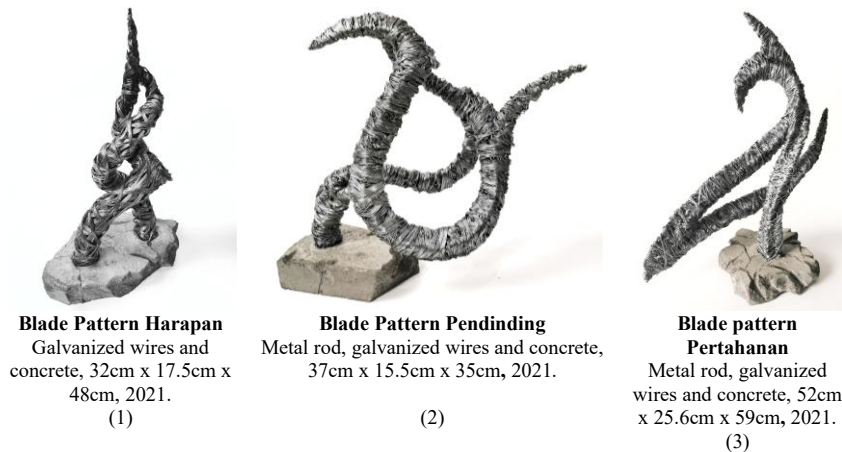 Blade Pattern Harapan
Galvanized wires and
concrete, 32cm x 17.5cm x
48cm, 2021.
(1)
Blade Pattern Pendinding
Metal rod, galvanized wires and concrete,
37cm x 15.5cm x 35cm, 2021.
(2)
Blade pattern
Pertahanan
Metal rod, galvanized
wires and concrete, 52cm
x 25.6cm x 59cm, 2021.
(3)